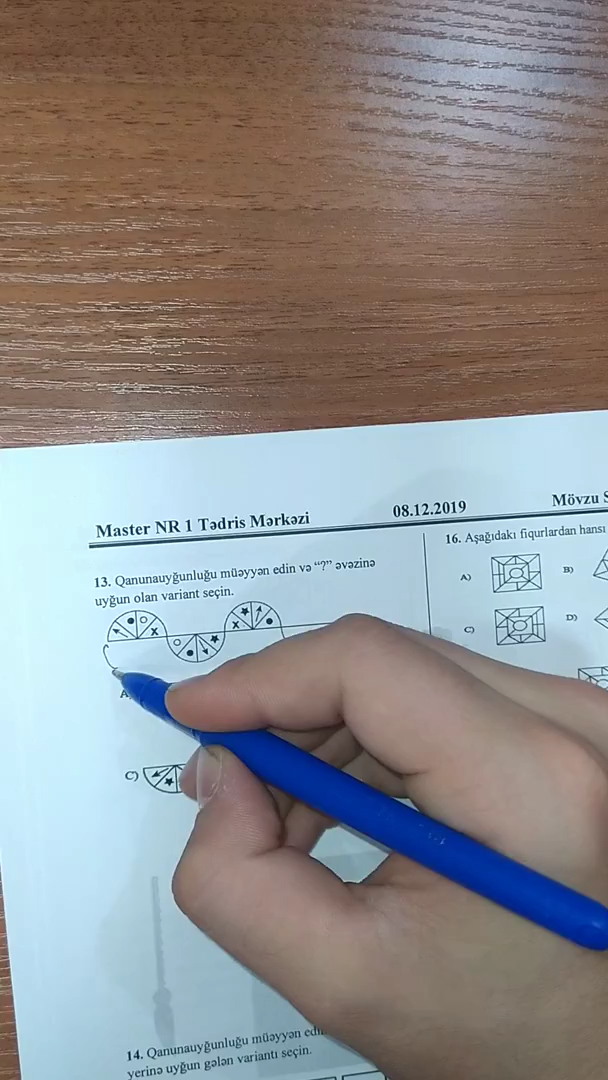 Master NR 1 Tədris Mərkəzi
08.12.2019
Mövzu S
13. Qanunauyğunluğu müəyyən edin və “?” əvəzinə
uyğun olan variant seçin.
A
C)
14. Qanunauyğunluğu müəyyən edin
yerinə uyğun gələn variantı seçin.
16. Aşağıdakı fiqurlardan hansı
A)
B)
C)
D)